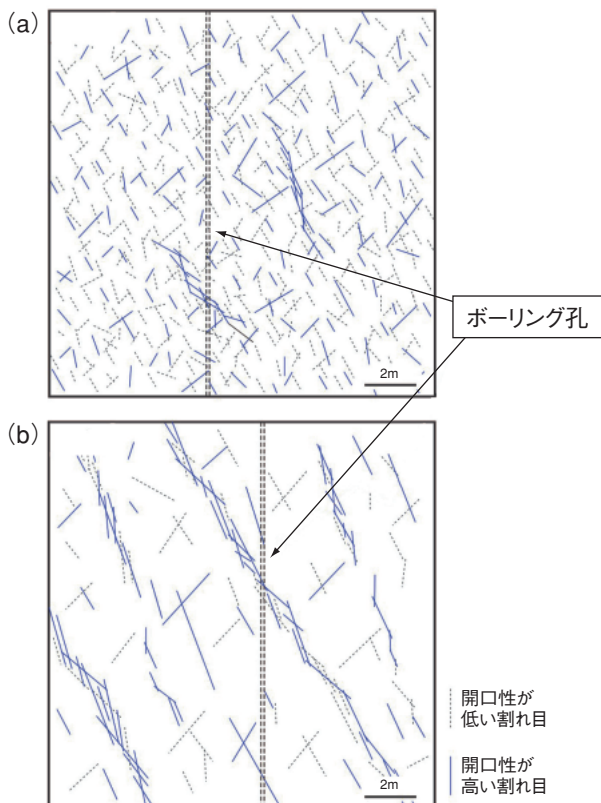 (a)
2m
ボーリング孔
(b)
開口性が
低い割れ目
開口性が
高い割れ目
2m